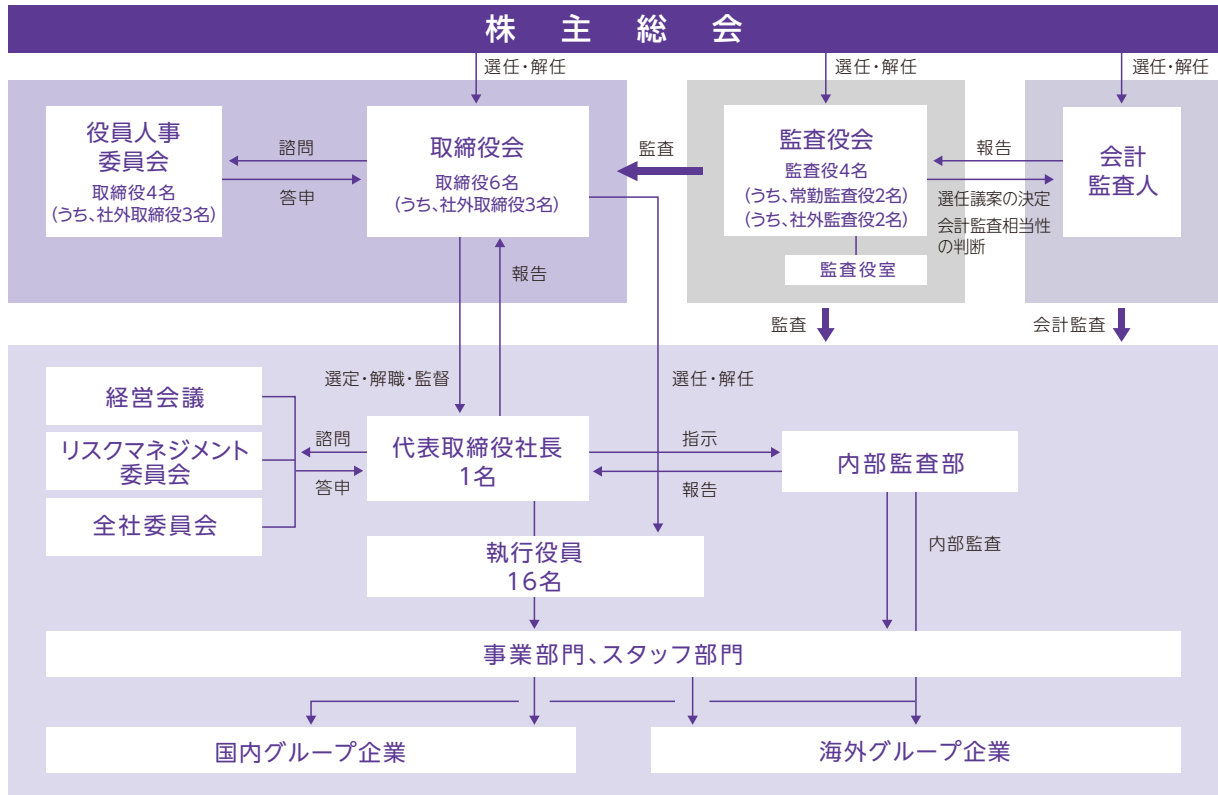 株主総会
選任・解任
選任・解任
選任・解任
役員人事
委員会
取締役4名
(うち、社外取締役3名)
諮問
答申
取締役会
取締役6名
(うち、社外取締役3名)
監査
監査役会
監査役4名
(うち、常勤監査役2名)
(うち、社外監査役2名)
監査役室
報告
選任議案の決定
会計監査相当性
の判断
会計
監査人
報告
監査
会計監査
選定・解職・監督
選任・解任
経営会議
リスクマネジメント
委員会
全社委員会
諮問
答申
代表取締役社長
1名
指示
報告
内部監査部
内部監査
執行役員
16名
事業部門、スタッフ部門
国内グループ企業
海外グループ企業